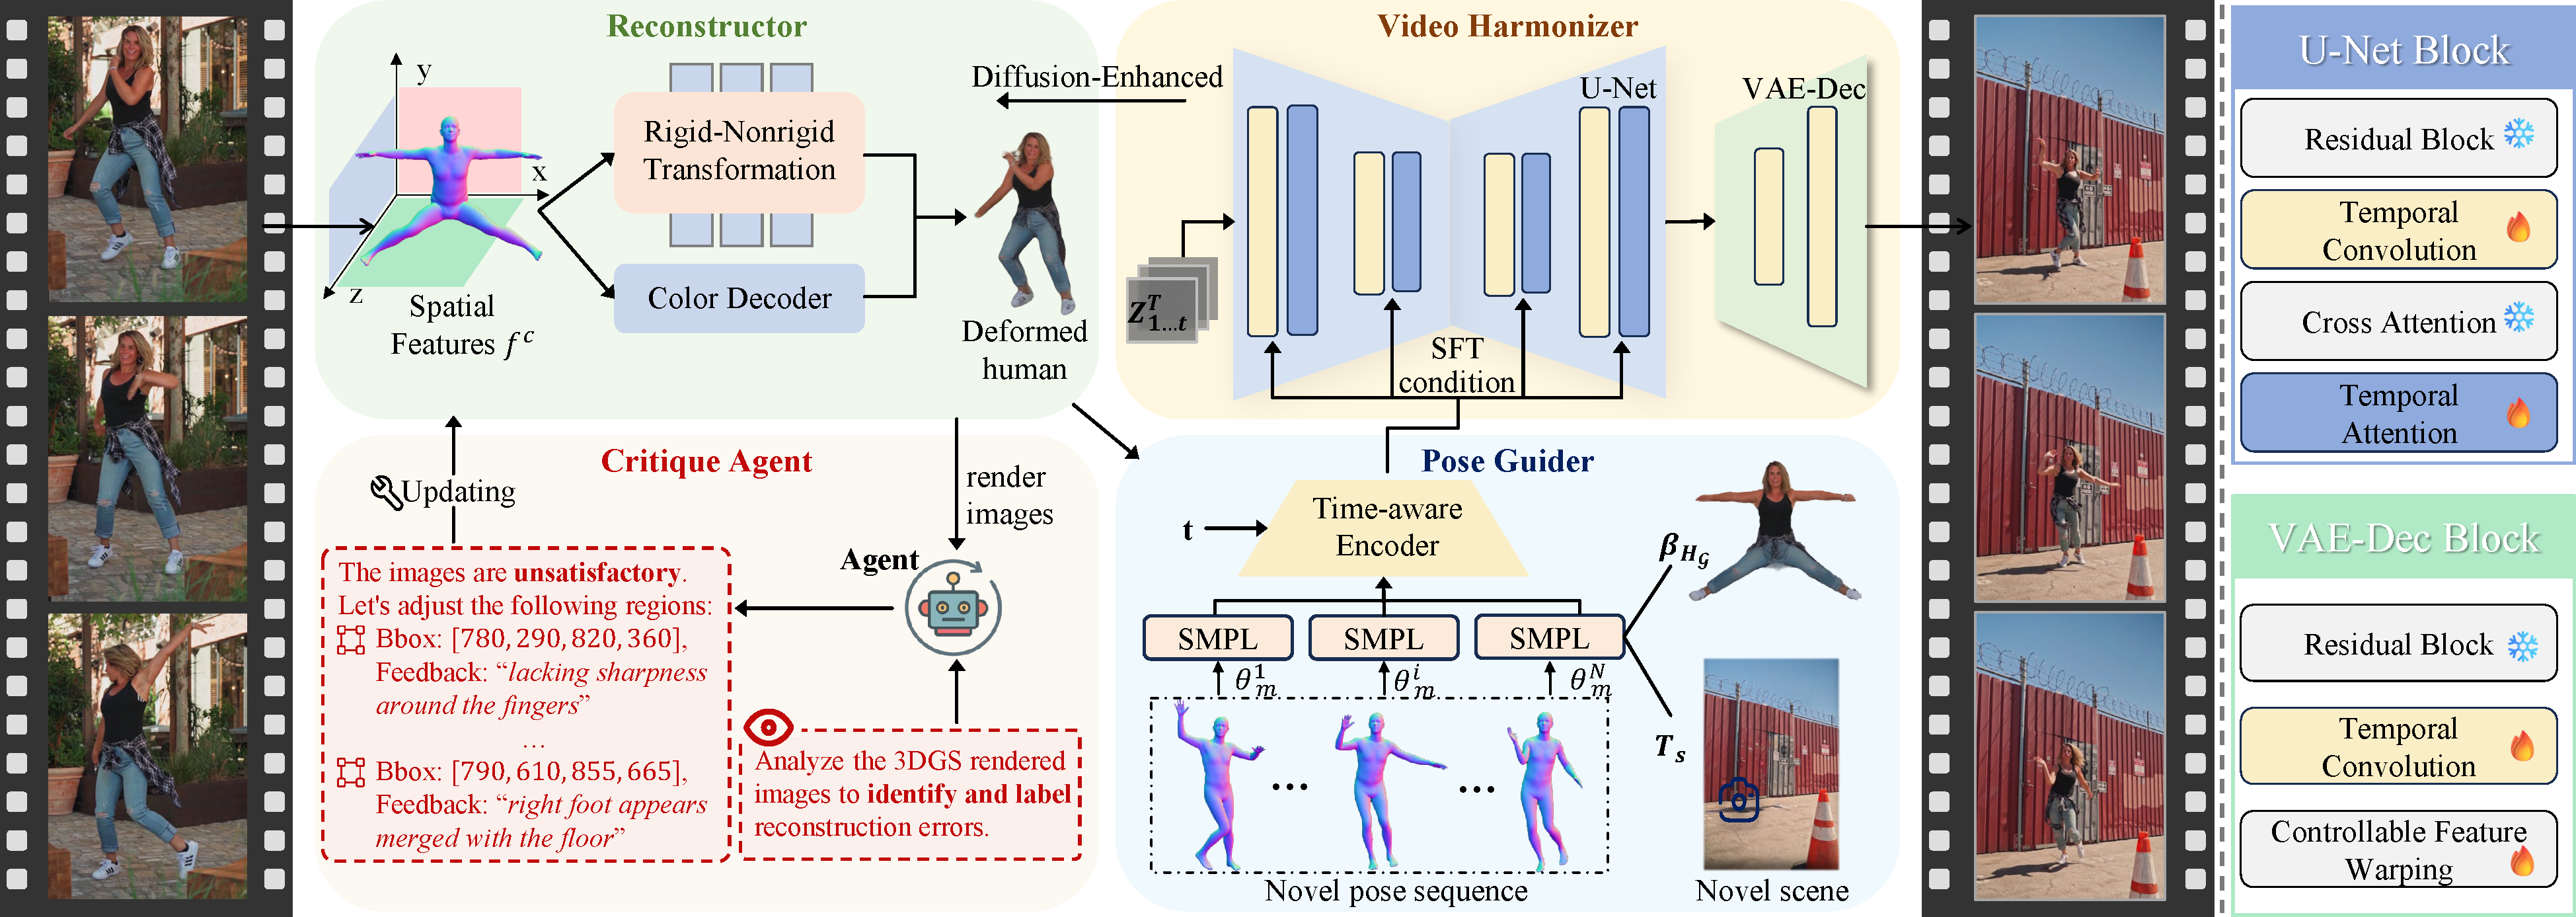 Reconstructor
y
x
z
Spatial
Features f^c
Rigid-Nonrigid
Transformation
Color Decoder
Diffusion-Enhanced
Deformed
human
Video Harmonizer
U-Net
VAE-Dec
Z^T_{1…t}
SFT
condition
Critique Agent
Updating
render
images
Agent
The images are unsatisfactory.
Let's adjust the following regions:
Bbox: [780, 290, 820, 360],
Feedback: “lacking sharpness
around the fingers”
…
Bbox: [790, 610, 855, 665],
Feedback: “right foot appears
merged with the floor”
Analyze the 3DGS rendered
images to identify and label
reconstruction errors.
Pose Guider
t
Time-aware
Encoder
SMPL
SMPL
SMPL
θ^1_m
θ^i_m
θ^N_m
β_{H_g}
T_s
...
...
Novel pose sequence
Novel scene
U-Net Block
Residual Block
Temporal
Convolution
Cross Attention
Temporal
Attention
VAE-Dec Block
Residual Block
Temporal
Convolution
Controllable Feature
Warping